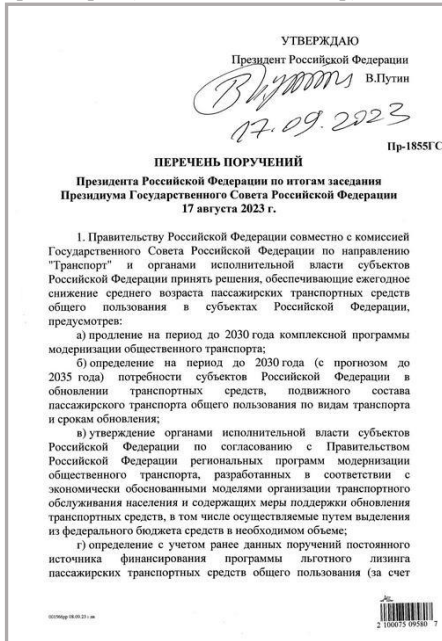 УТВЕРЖДАЮ
Президент Российской Федерации
В.Путин
17.09.2023
Пр-1855ГС
ПЕРЕЧЕНЬ ПОРУЧЕНИЙ
Президента Российской Федерации по итогам заседания
Президиума Государственного Совета Российской Федерации
17 августа 2023 г.
1. Правительству Российской Федерации совместно с комиссией
Государственного Совета Российской Федерации по направлению
"Транспорт" и органами исполнительной власти субъектов
Российской Федерации принять решения, обеспечивающие ежегодное
снижение среднего возраста пассажирских транспортных средств
общего пользования в субъектах Российской Федерации,
предусмотрев:
а) продление на период до 2030 года комплексной программы
модернизации общественного транспорта;
б) определение на период до 2030 года (с прогнозом до
2035 года) потребности субъектов Российской Федерации в
обновлении транспортных средств, подвижного состава
пассажирского транспорта общего пользования по видам транспорта
и срокам обновления;
в) утверждение органами исполнительной власти субъектов
Российской Федерации по согласованию с Правительством
Российской Федерации региональных программ модернизации
общественного транспорта, разработанных в соответствии с
экономически обоснованными моделями организации транспортного
обслуживания населения и содержащих меры поддержки обновления
транспортных средств, в том числе осуществляемые путем выделения
из федерального бюджета средств в необходимом объеме;
г) определение с учетом ранее данных поручений постоянного
источника финансирования программы льготного лизинга
пассажирских транспортных средств общего пользования (за счет
2 100075 09580 7